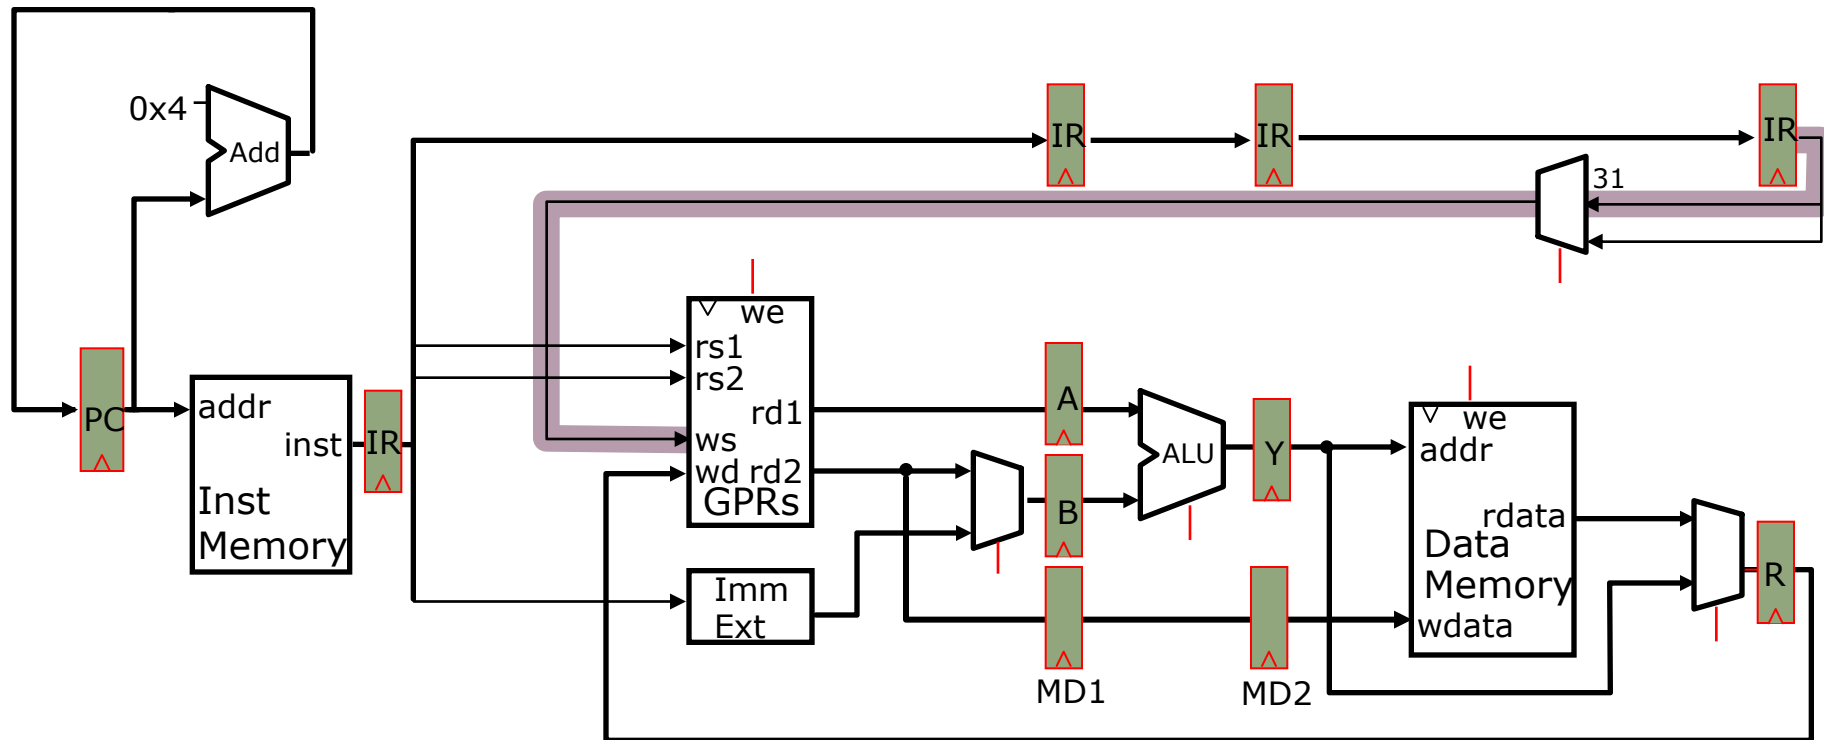 0x4
Add
IR
IR
IR
31
we
rs1
rs2
rd1
ws
wd rd2
GPRs
PC
addr
inst
Inst
Memory
IR
A
B
ALU
Y
we
addr
rdata
Data
Memory
wdata
R
Imm
Ext
MD1
MD2